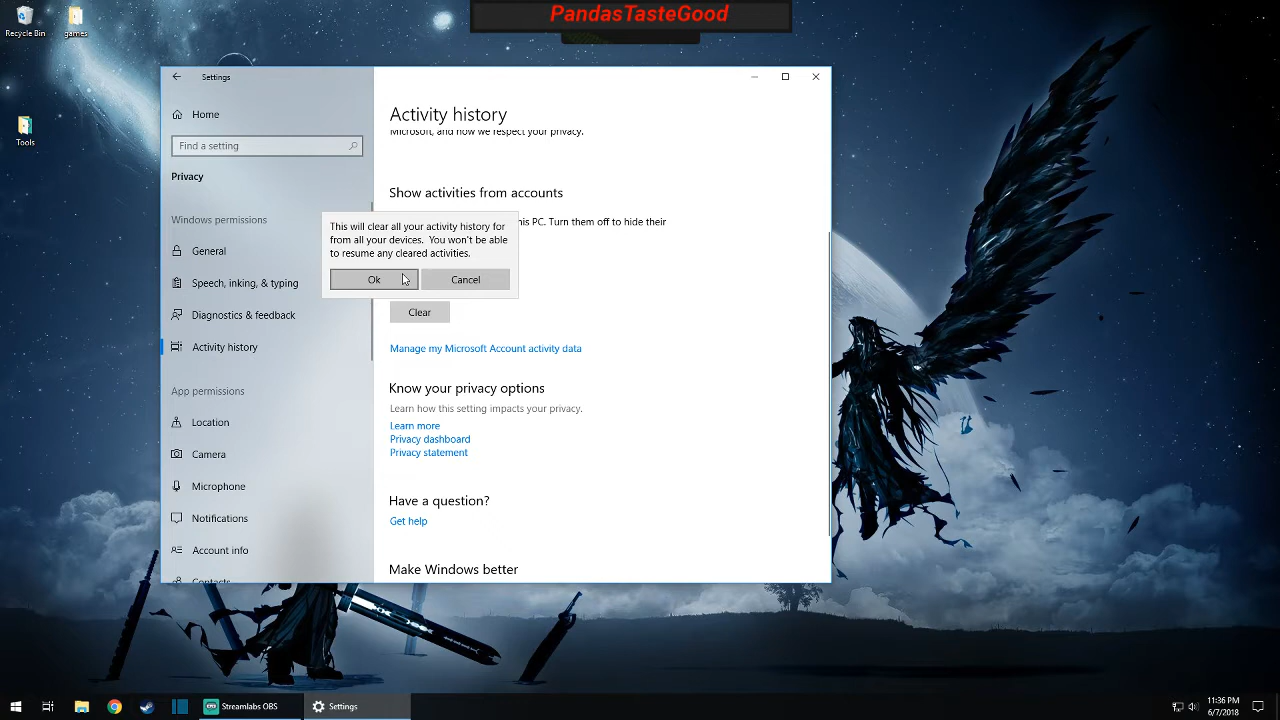 PandasTasteGood
Recycle Bin
games
Tools
Settings
Home
Find a setting
Privacy
Windows permissions
General
Speech, inking, & typing
Diagnostics & feedback
Activity history
App permissions
Location
Camera
Microphone
Notifications
Account info
Contacts
Activity history
Microsoft, and how we respect your privacy.
Show activities from accounts
his PC. Turn them off to hide their
This will clear all your activity history for
from all your devices. You won't be able
to resume any cleared activities.
Ok
Cancel
Clear
Manage my Microsoft Account activity data
Know your privacy options
Learn how this setting impacts your privacy.
Learn more
Privacy dashboard
Privacy statement
Have a question?
Get help
Make Windows better
Streamlabs OBS
Settings
11:36 PM
6/7/2018